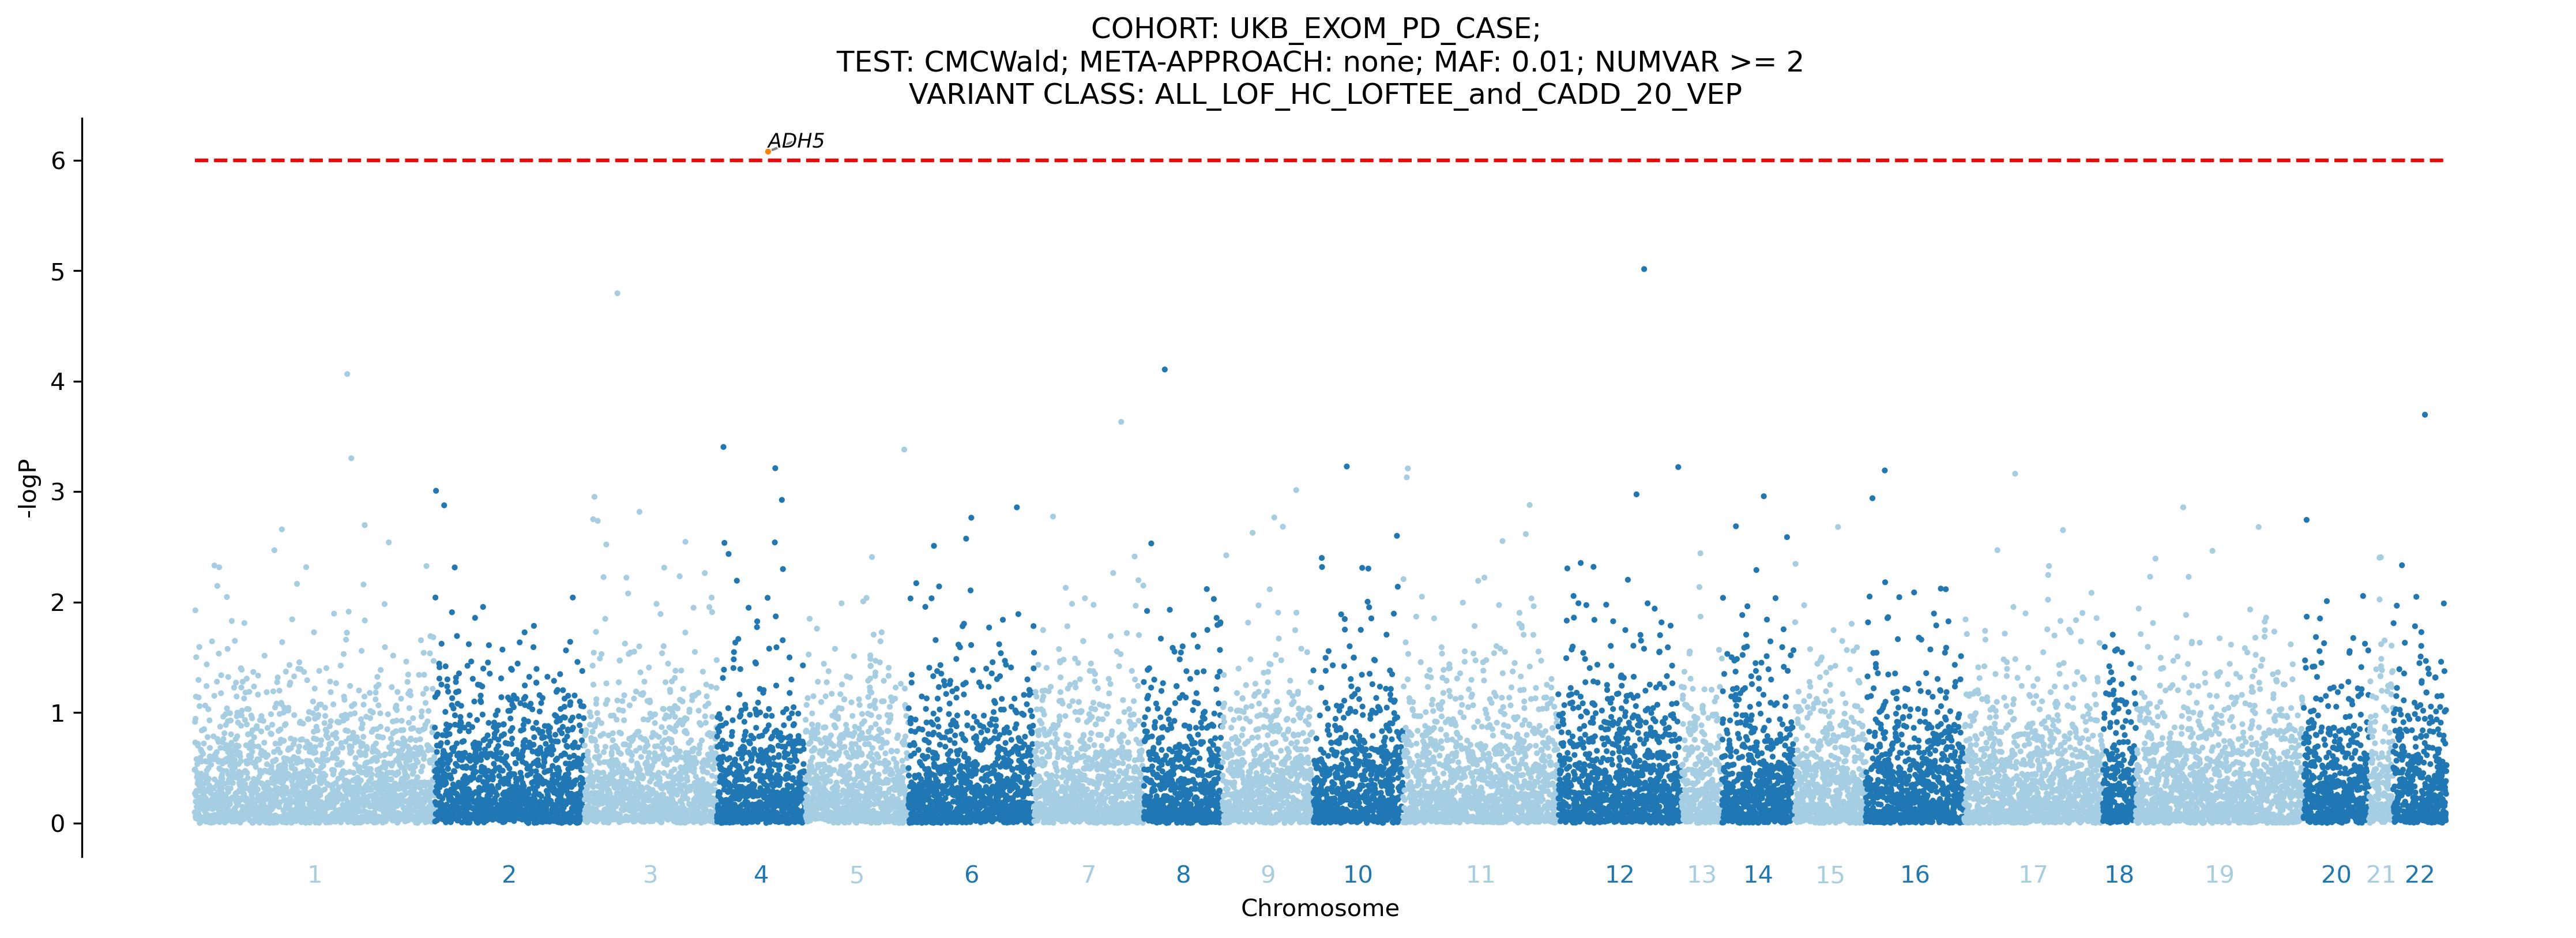 COHORT: UKB_EXOM_PD_CASE;
TEST: CMCWald; META-APPROACH: none; MAF: 0.01; NUMVAR >= 2
VARIANT CLASS: ALL_LOF_HC_LOFTEE_and_CADD_20_VEP
ADH5
6
5
4
3
2
1
0
-logP
1 2 3 4 5 6 7 8 9 10 11 12 13 14 15 16 17 18 19 20 21 22
Chromosome